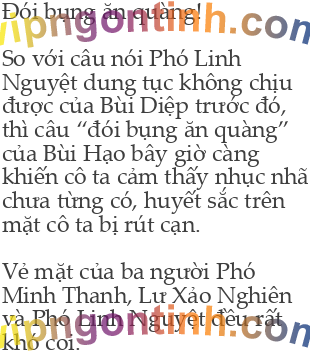 Đói bụng ăn quàng!
vipngontinh.com
So với câu nói Phó Linh
Nguyệt dung tục không chịu
được của Bùi Diệp trước đó,
thì câu “đói bụng ăn quàng”
của Bùi Hạo bây giờ càng
khiến cô ta cảm thấy nhục nhã
chưa từng có, huyết sắc trên
mặt cô ta bị rút cạn.
Vẻ mặt của ba người Phó
Minh Thanh, Lư Xảo Nghiên
và Phó Linh Nguyệt đều rất
vipngontinh.com
khó coi.